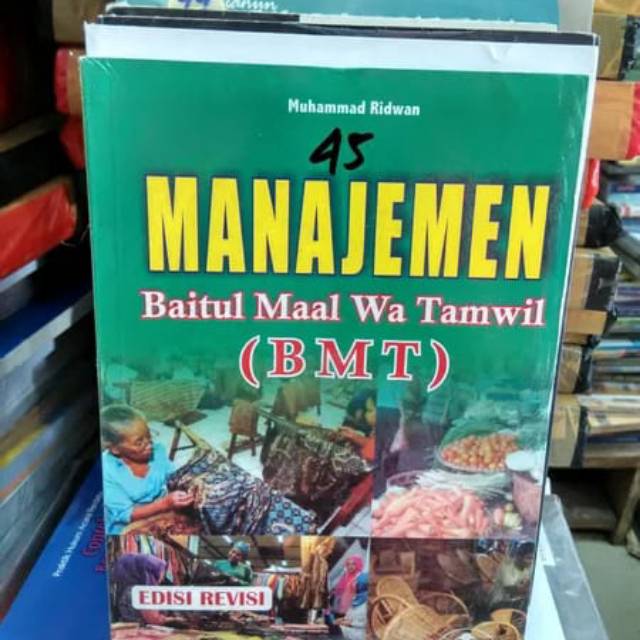 Muhammad Ridwan
45
MANAJEMEN
Baitul Maal Wa Tamwil
(BMT)
EDISI REVISI